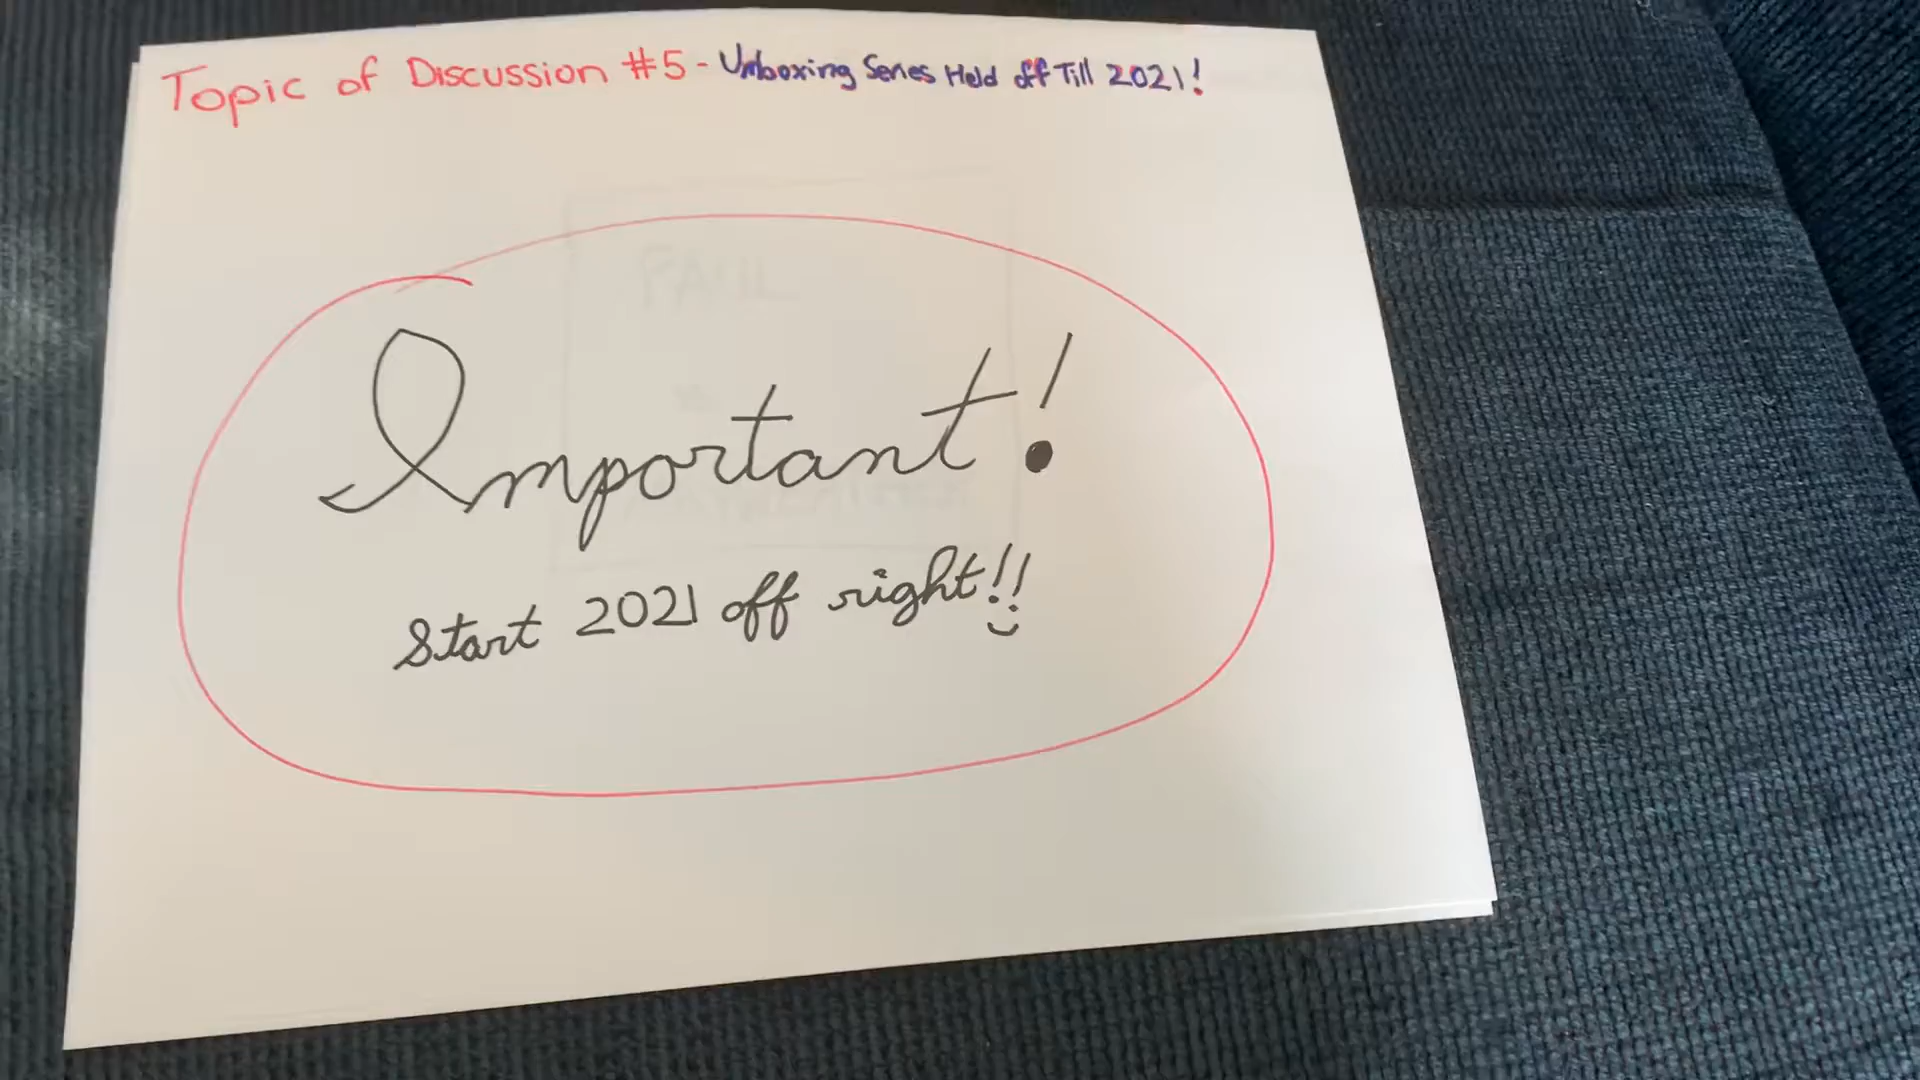 Topic of Discussion #5 - Unboxing Series Held off Till 2021!
Important!
Start 2021 off right!!